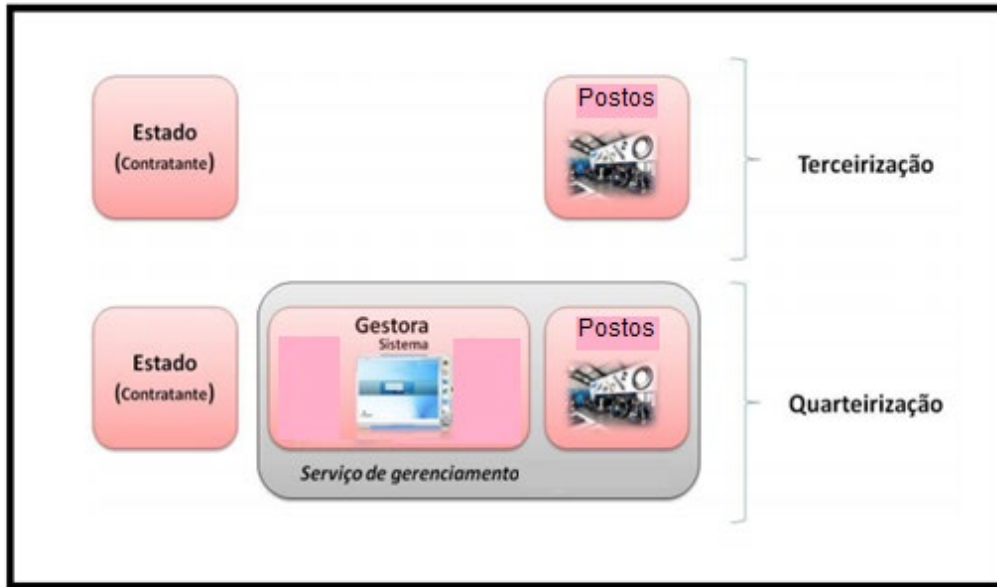 Estado
(Contratante)
Postos
Terceirização
Estado
(Contratante)
Gestora
Sistema
Postos
Serviço de gerenciamento
Quarteirização